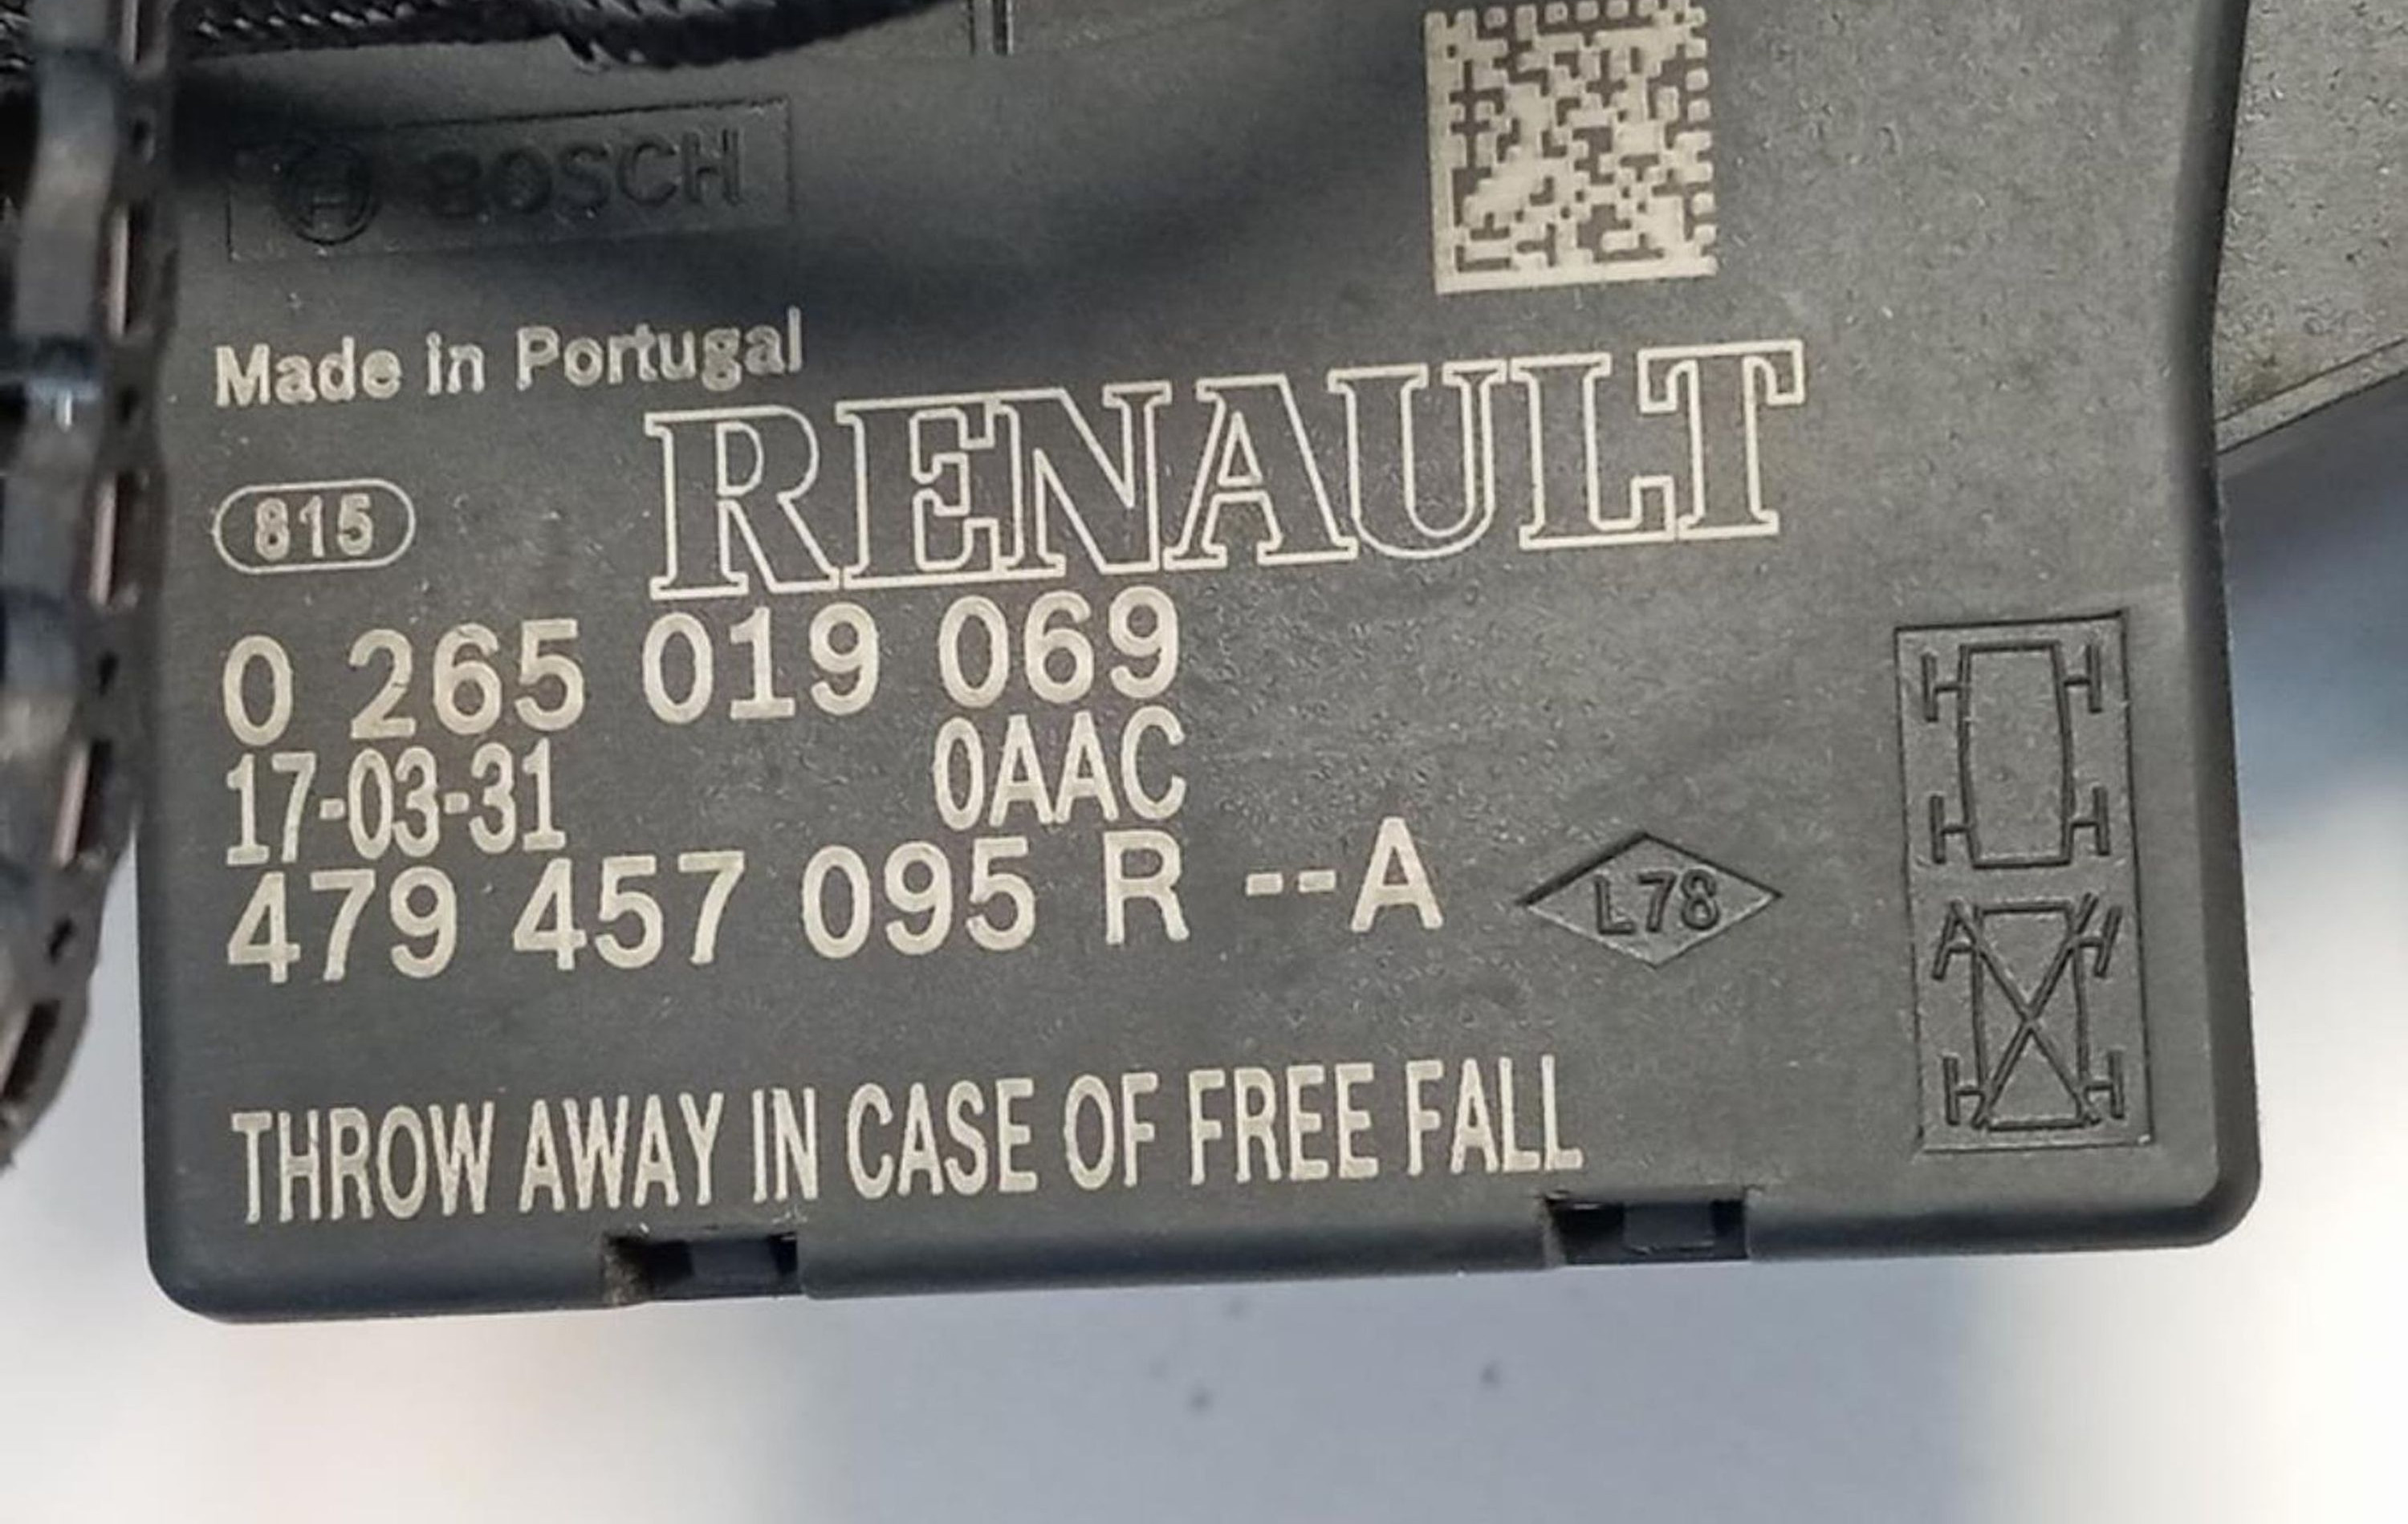 BOSCH
Made in Portugal
RENAULT
815
0 265 019 069
17-03-31 0AAC
479 457 095 R --A
L78
THROW AWAY IN CASE OF FREE FALL